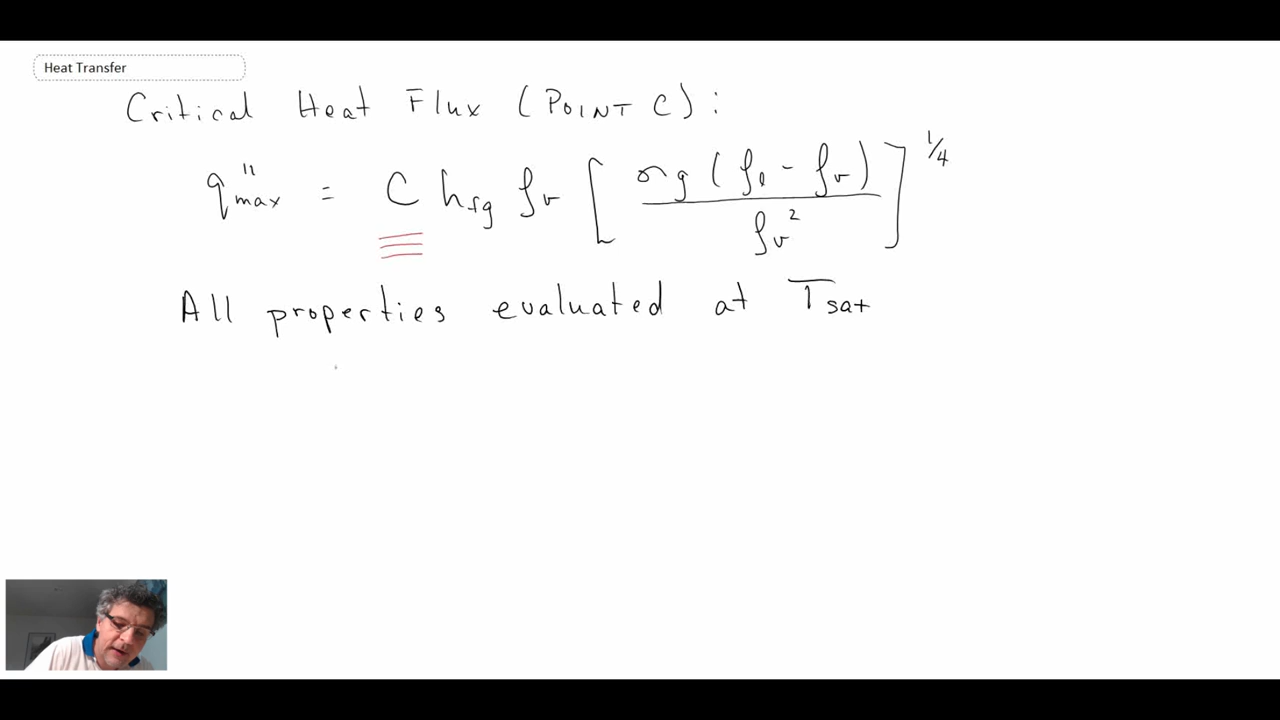 Heat Transfer
Critical Heat Flux (POINT C):
q''max = C hfg ρv [ σg(ρl - ρv) / ρv² ]^1/4
All properties evaluated at Tsat